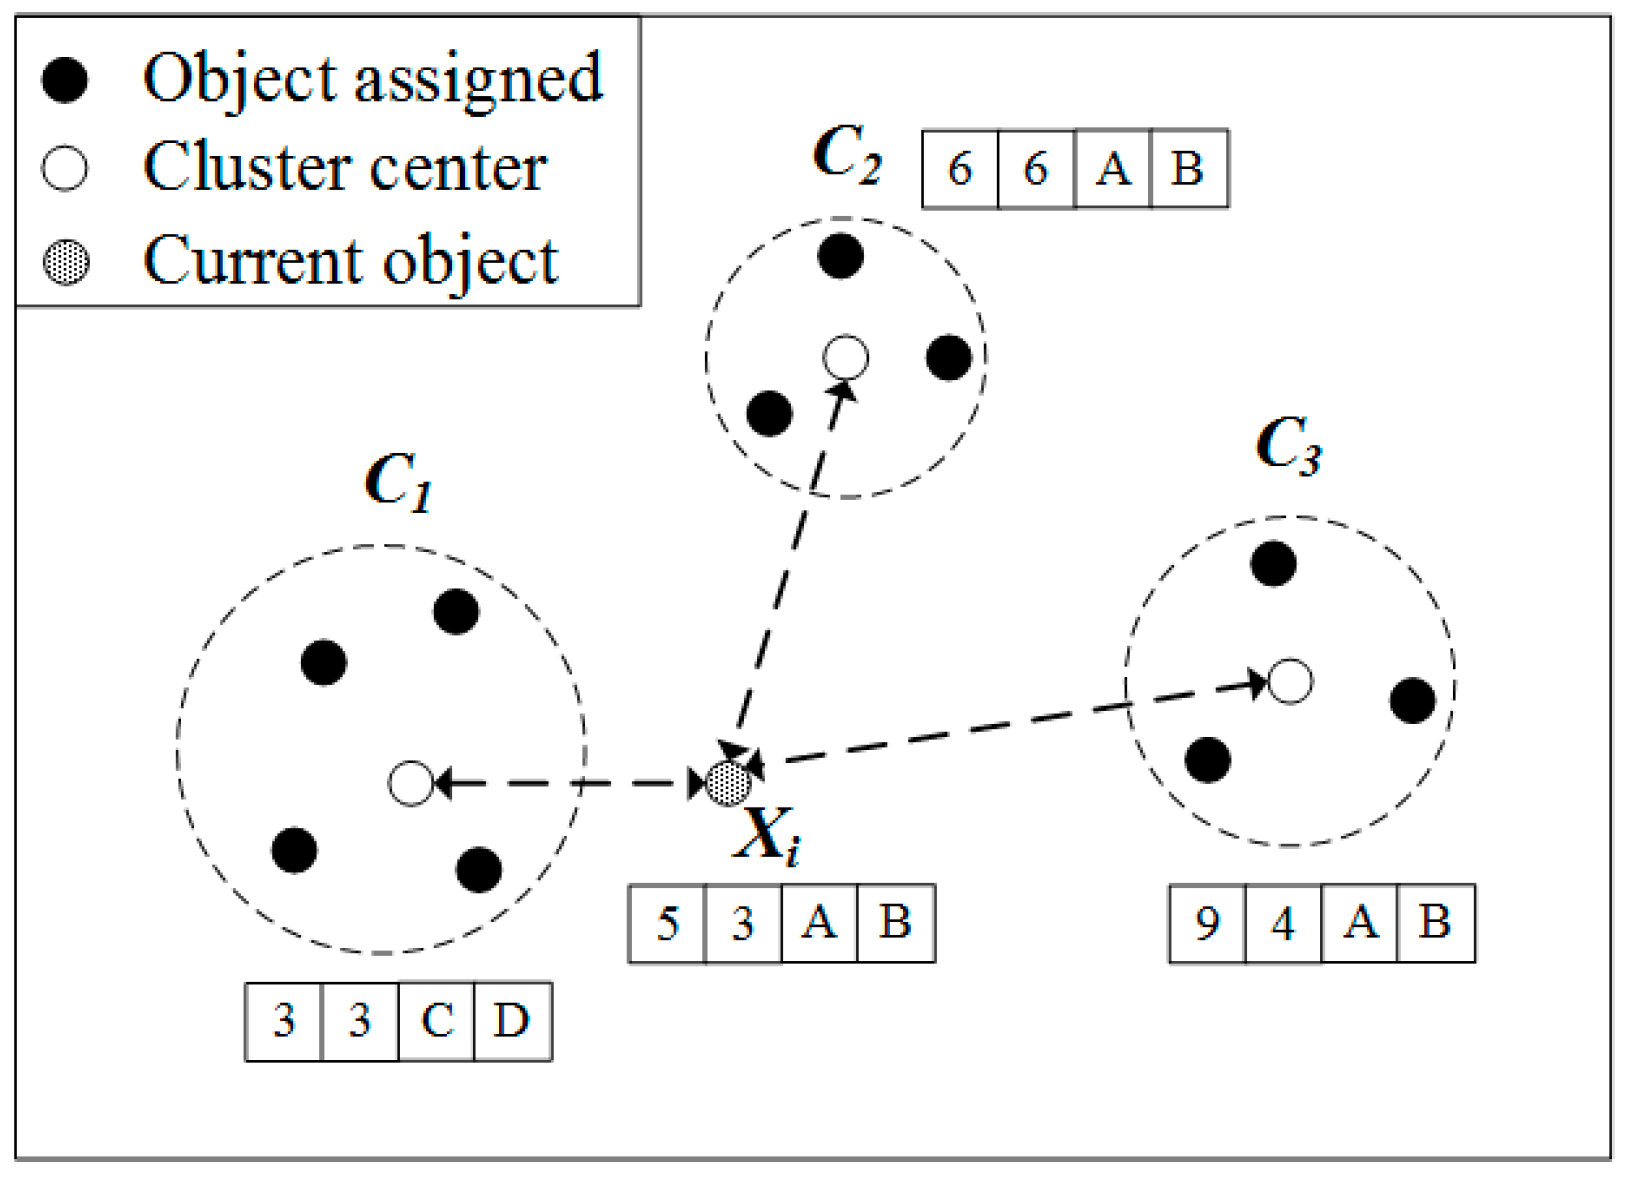 Object assigned
Cluster center
Current object
C2
6 6 A B
C3
C1
Xi
5 3 A B
9 4 A B
3 3 C D